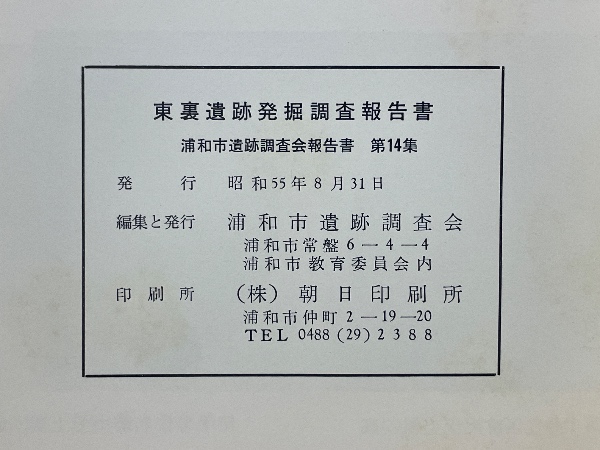 東裏遺跡発掘調査報告書
浦和市遺跡調査会報告書 第14集
発行 昭和55年8月31日
編集と発行 浦和市遺跡調査会
浦和市常盤6―4―4
浦和市教育委員会内
印刷所 (株)朝日印刷所
浦和市仲町2―19―20
TEL 0488(29)2388